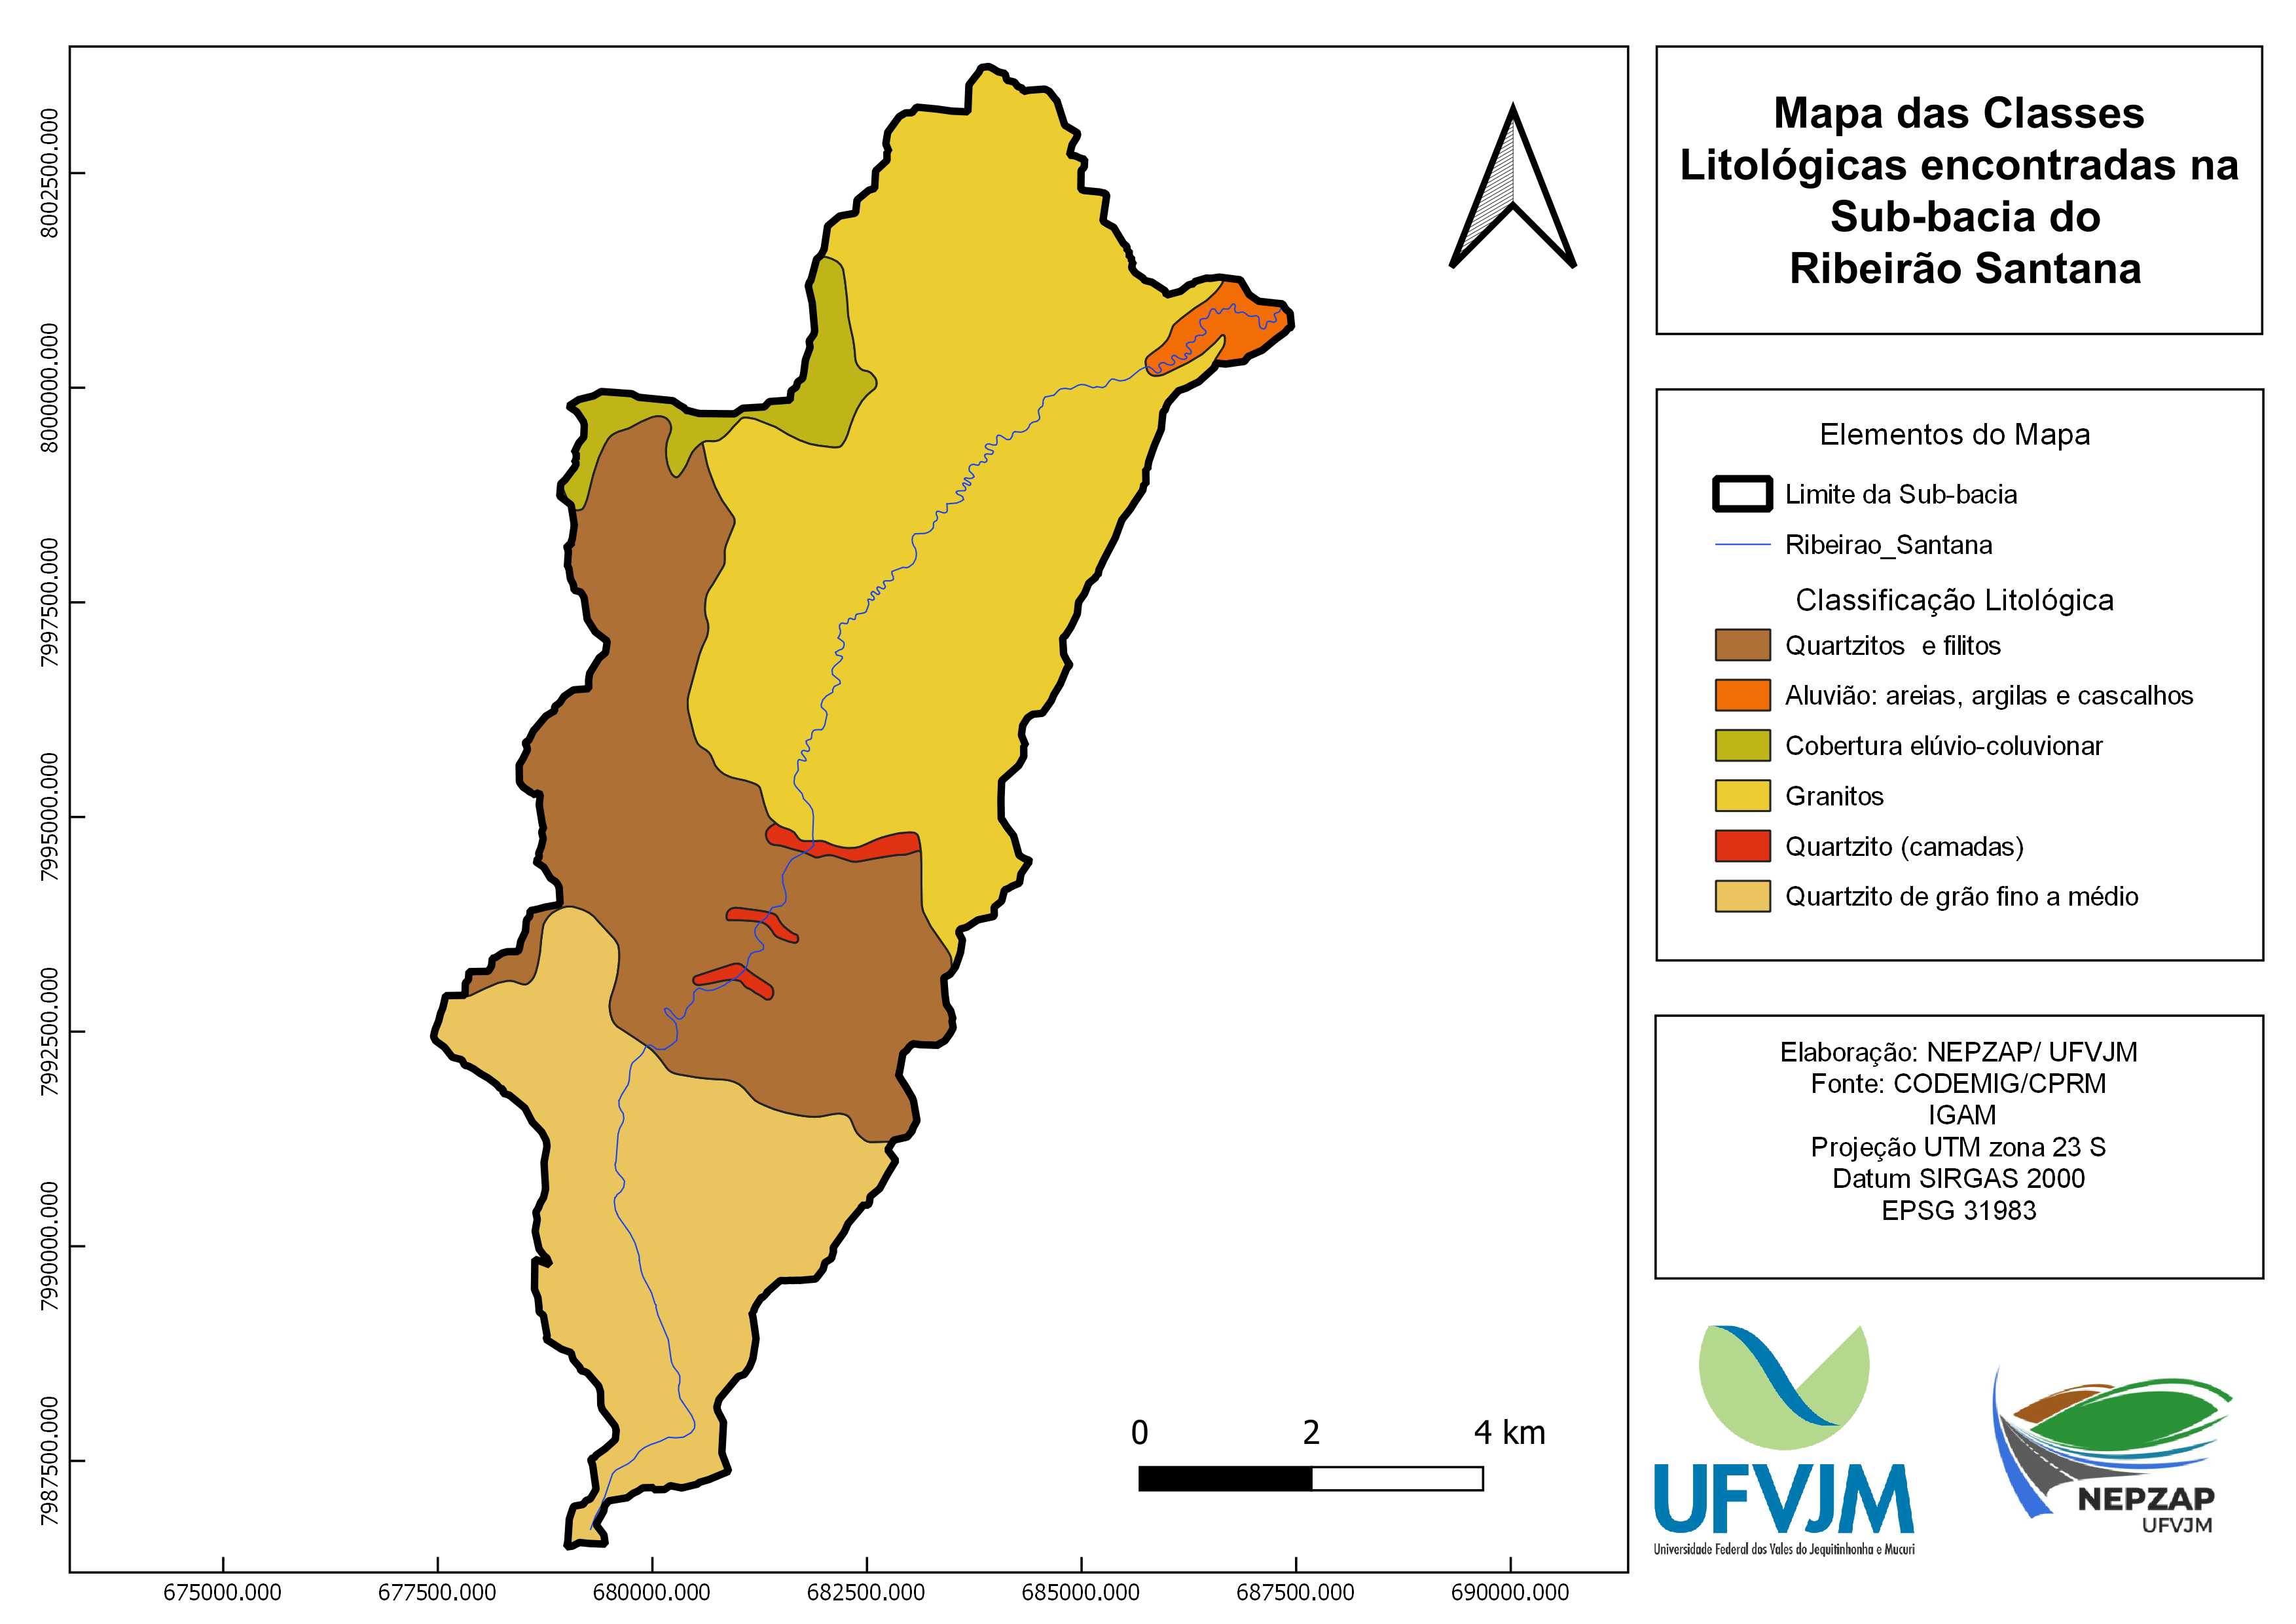 Mapa das Classes
Litológicas encontradas na
Sub-bacia do
Ribeirão Santana
Elementos do Mapa
Limite da Sub-bacia
Ribeirao_Santana
Classificação Litológica
Quartzitos  e filitos
Aluvião: areias, argilas e cascalhos
Cobertura elúvio-coluvionar
Granitos
Quartzito (camadas)
Quartzito de grão fino a médio
Elaboração: NEPZAP/ UFVJM
Fonte: CODEMIG/CPRM
IGAM
Projeção UTM zona 23 S
Datum SIRGAS 2000
EPSG 31983
UFVJM
Universidade Federal dos Vales do Jequitinhonha e Mucuri
NEPZAP
UFVJM
0 2 4 km
8002500.000
8000000.000
7997500.000
7995000.000
7992500.000
7990000.000
7987500.000
675000.000 677500.000 680000.000 682500.000 685000.000 687500.000 690000.000